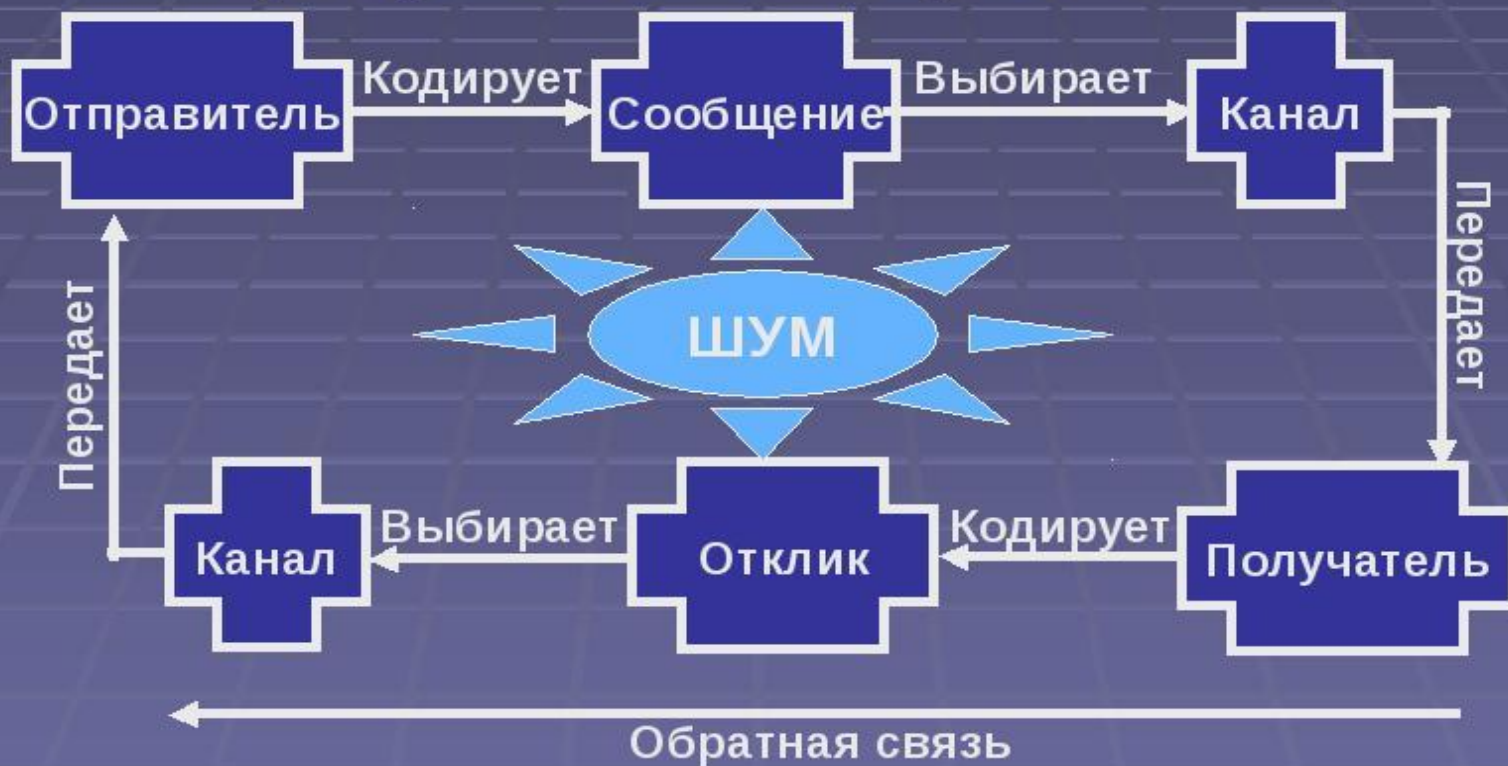 Кодирует
Выбирает
Отправитель
Сообщение
Канал
Передает
Передает
ШУМ
Выбирает
Кодирует
Канал
Отклик
Получатель
Обратная связь